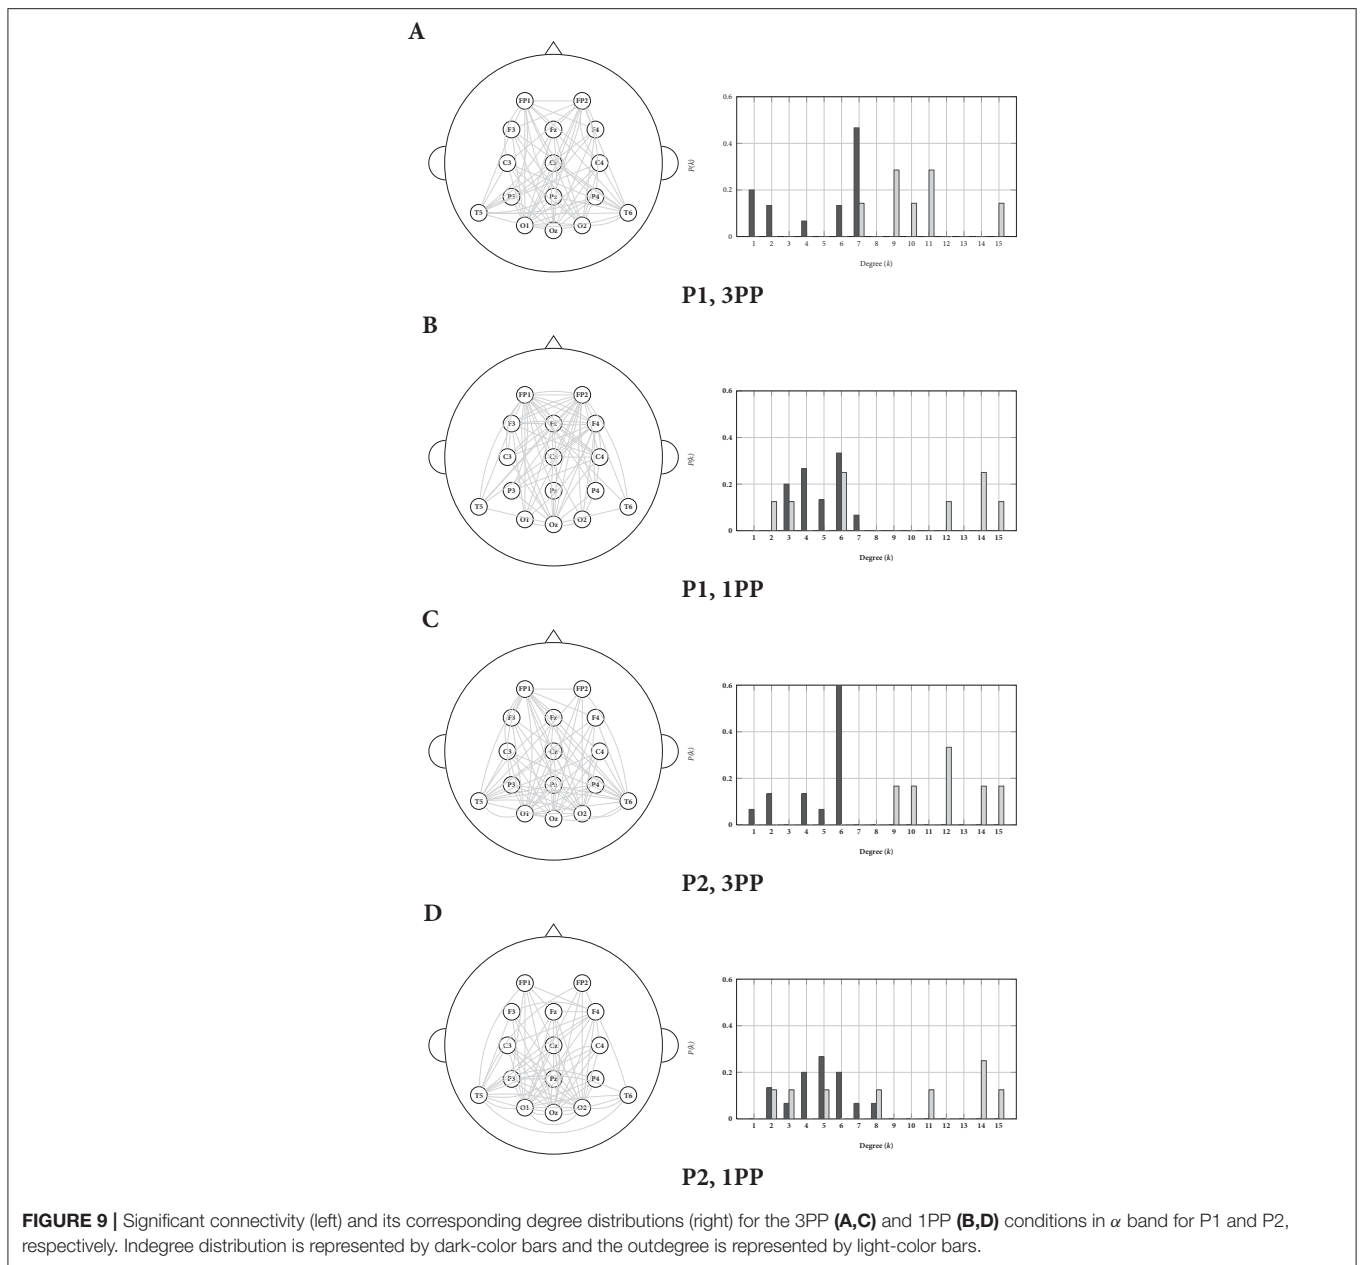 A
FP1 FP2
F3 Fz F4
C3 Cz C4
P3 Pz P4
T5 T6
O1 Oz O2
0.6
0.4
0.2
0
P(k)
1 2 3 4 5 6 7 8 9 10 11 12 13 14 15
Degree (k)
P1, 3PP
B
FP1 FP2
F3 Fz F4
C3 Cz C4
P3 Pz P4
T5 T6
O1 Oz O2
0.6
0.4
0.2
0
P(k)
1 2 3 4 5 6 7 8 9 10 11 12 13 14 15
Degree (k)
P1, 1PP
C
FP1 FP2
F3 Fz F4
C3 Cz C4
P3 Pz P4
T5 T6
O1 Oz O2
0.6
0.4
0.2
0
P(k)
1 2 3 4 5 6 7 8 9 10 11 12 13 14 15
Degree (k)
P2, 3PP
D
FP1 FP2
F3 Fz F4
C3 Cz C4
P3 Pz P4
T5 T6
O1 Oz O2
0.6
0.4
0.2
0
P(k)
1 2 3 4 5 6 7 8 9 10 11 12 13 14 15
Degree (k)
P2, 1PP
FIGURE 9 | Significant connectivity (left) and its corresponding degree distributions (right) for the 3PP (A,C) and 1PP (B,D) conditions in α band for P1 and P2,
respectively. Indegree distribution is represented by dark-color bars and the outdegree is represented by light-color bars.